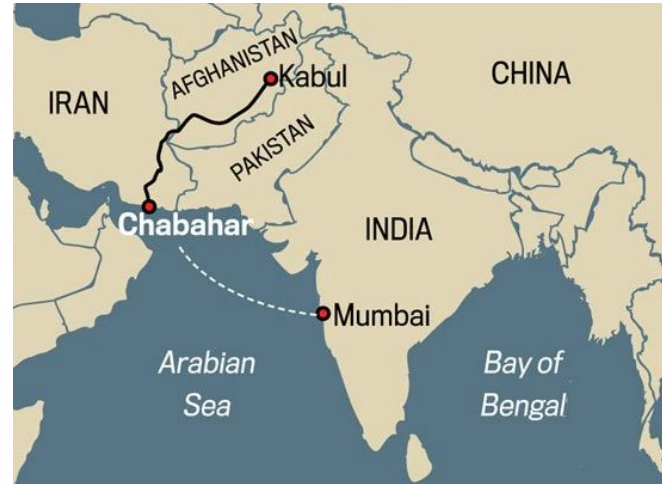 AFGHANISTAN
Kabul
CHINA
IRAN
PAKISTAN
Chabahar
INDIA
Mumbai
Arabian
Sea
Bay of
Bengal